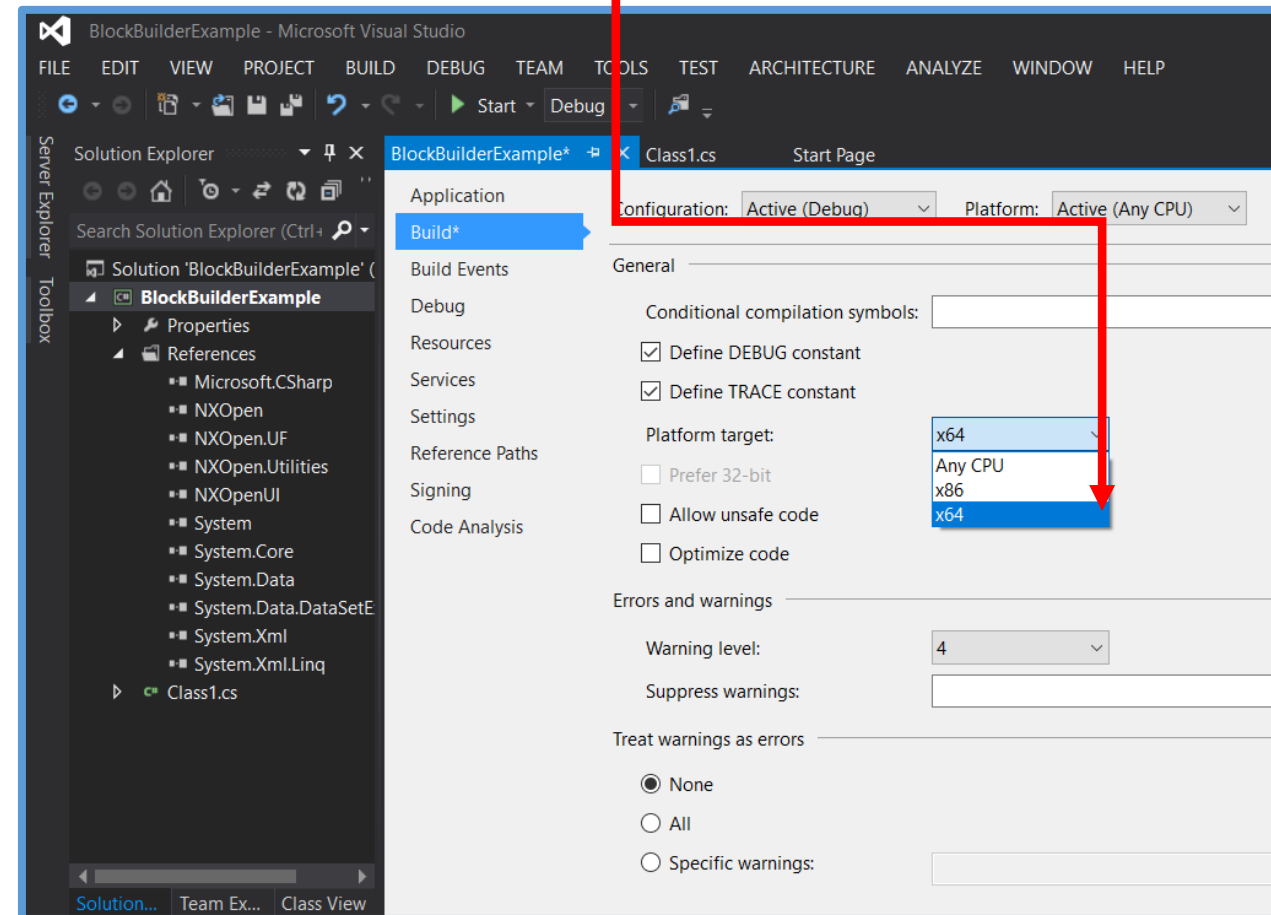 BlockBuilderExample - Microsoft Visual Studio
FILE EDIT VIEW PROJECT BUILD DEBUG TEAM TOOLS TEST ARCHITECTURE ANALYZE WINDOW HELP
Start Debug
Server Explorer
Toolbox
Solution Explorer
Search Solution Explorer (Ctrl+
Solution 'BlockBuilderExample' (
BlockBuilderExample
Properties
References
Microsoft.CSharp
NXOpen
NXOpen.UF
NXOpen.Utilities
NXOpenUI
System
System.Core
System.Data
System.Data.DataSetE
System.Xml
System.Xml.Linq
Class1.cs
Solution... Team Ex... Class View
BlockBuilderExample* Class1.cs Start Page
Application
Build*
Build Events
Debug
Resources
Services
Settings
Reference Paths
Signing
Code Analysis
Configuration: Active (Debug) Platform: Active (Any CPU)
General
Conditional compilation symbols:
Define DEBUG constant
Define TRACE constant
Platform target: x64
Any CPU
x86
x64
Prefer 32-bit
Allow unsafe code
Optimize code
Errors and warnings
Warning level: 4
Suppress warnings:
Treat warnings as errors
None
All
Specific warnings: